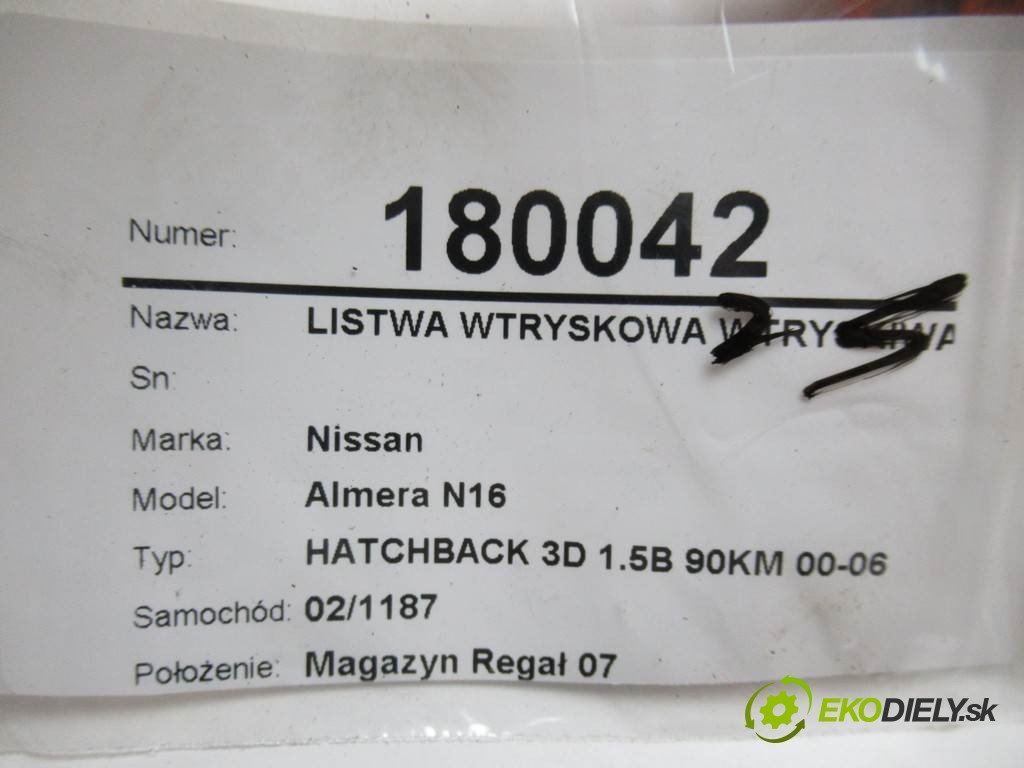 Numer: 180042
Nazwa: LISTWA WTRYSKOWA
Sn:
Marka: Nissan
Model: Almera N16
Typ: HATCHBACK 3D 1.5B 90KM 00-06
Samochód: 02/1187
Położenie: Magazyn Regał 07
EKODIELY.sk